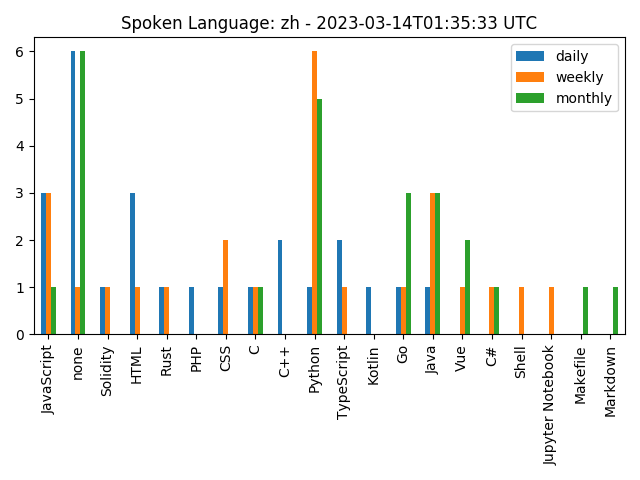 Spoken Language: zh - 2023-03-14T01:35:33 UTC
daily
weekly
monthly
6
5
4
3
2
1
0
JavaScript
none
Solidity
HTML
Rust
PHP
CSS
C
C++
Python
TypeScript
Kotlin
Go
Java
Vue
C#
Shell
Jupyter Notebook
Makefile
Markdown